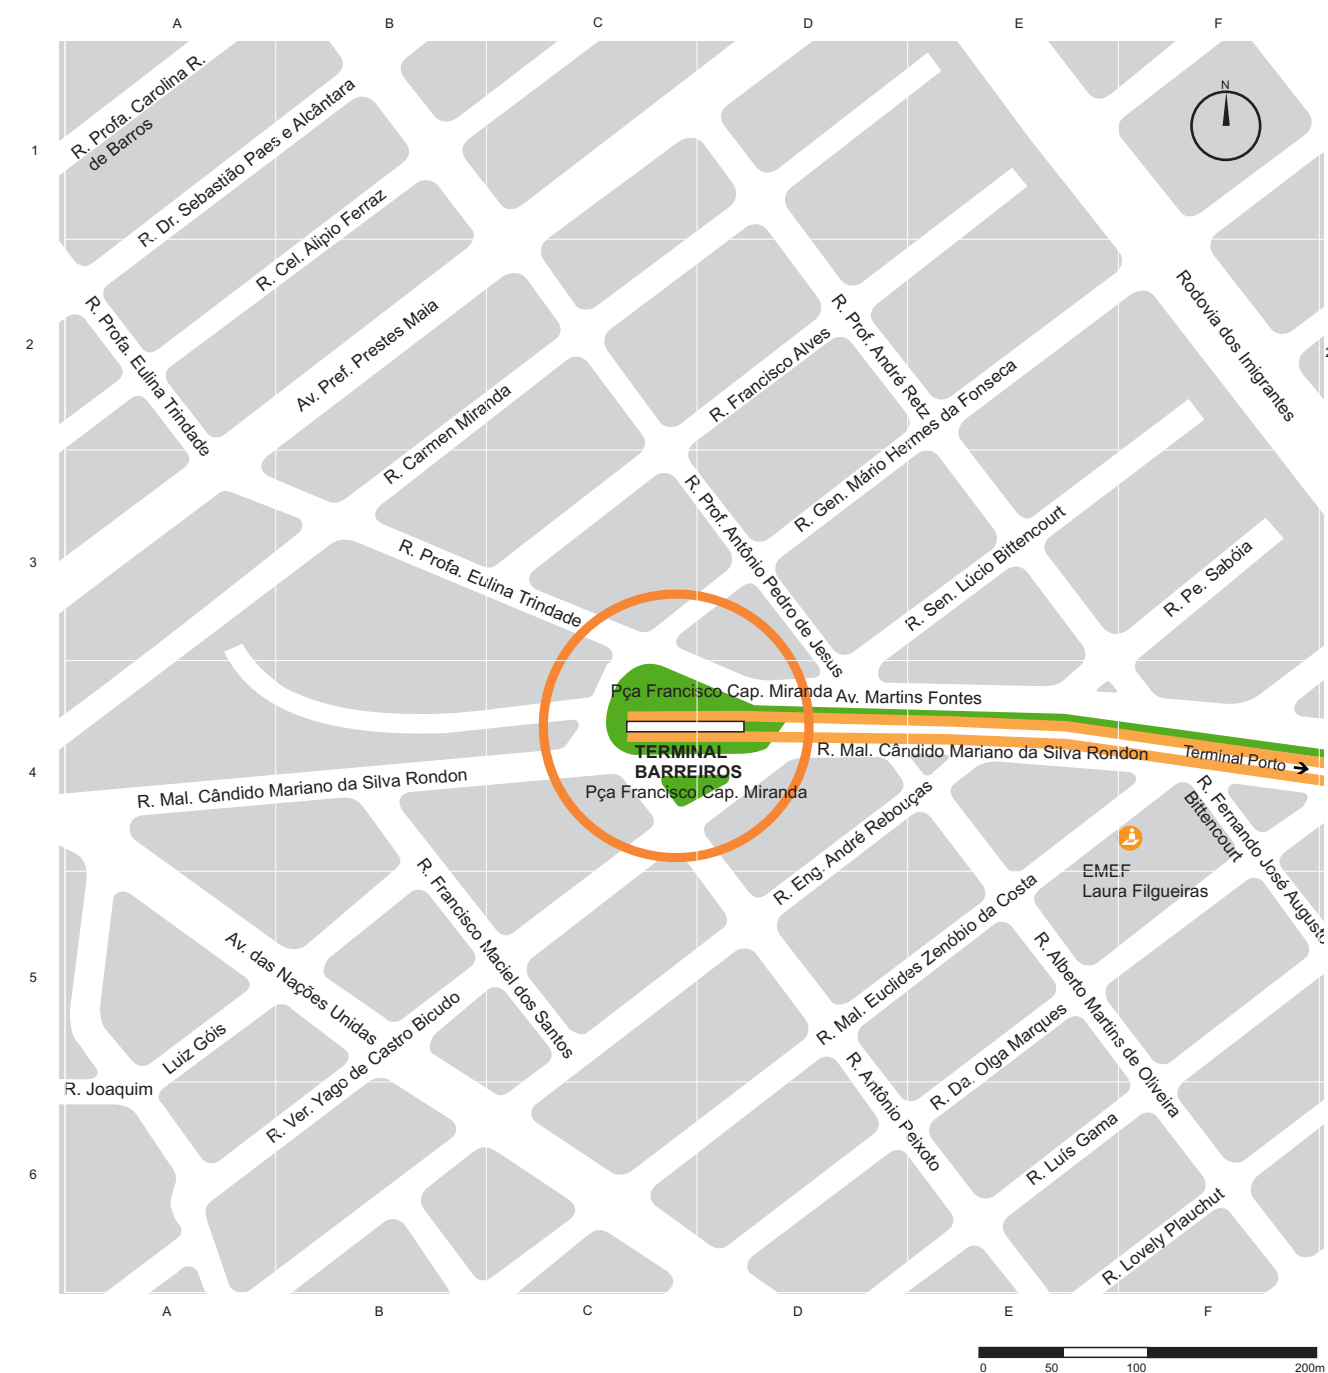 A B C D E F
N
1
2
3
4
5
6
R. Profa. Carolina R.
de Barros
R. Dr. Sebastião Paes e Alcântara
R. Cel. Alipio Ferraz
R. Profa. Eulina Trindade
Av. Pref. Prestes Maia
R. Carmen Miranda
R. Francisco Alves
R. Prof. André Retz
Rodovia dos Imigrantes
R. Gen. Mário Hermes da Fonseca
R. Profa. Eulina Trindade
R. Prof. Antônio Pedro de Jesus
R. Sen. Lúcio Bittencourt
R. Pe. Sabóia
Pça Francisco Cap. Miranda
Av. Martins Fontes
R. Mal. Cândido Mariano da Silva Rondon
TERMINAL
BARREIROS
Pça Francisco Cap. Miranda
R. Mal. Cândido Mariano da Silva Rondon
Terminal Porto
R. Fernando José Augusto
Bittencourt
R. Eng. André Rebouças
EMEF
Laura Filgueiras
R. Francisco Maciel dos Santos
Av. das Nações Unidas
R. Mal. Euclides Zenóbio da Costa
R. Alberto Martins de Oliveira
Luiz Góis
R. Joaquim
R. Ver. Yago de Castro Bicudo
R. Da. Olga Marques
R. Antônio Peixoto
R. Luís Gama
R. Lovely Plauchut
A B C D E F
0 50 100 200m